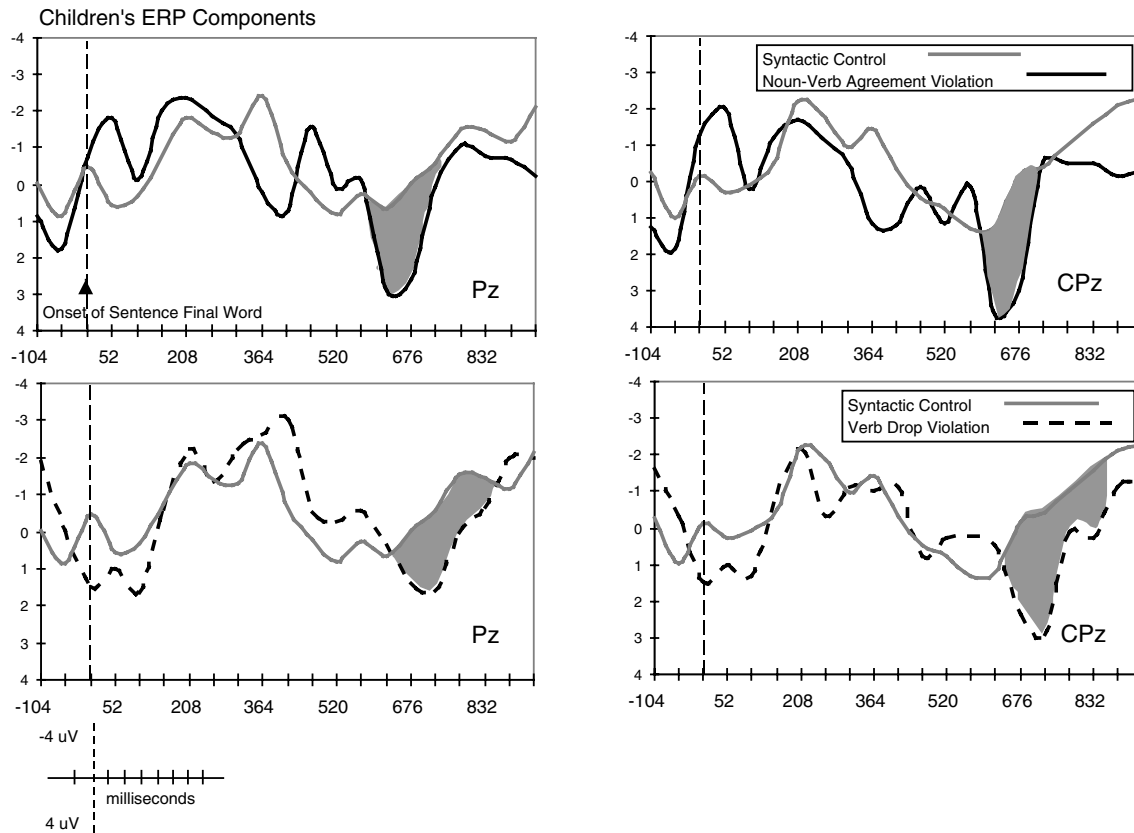 Children's ERP Components
-4
-3
-2
-1
0
1
2
3
4
Onset of Sentence Final Word
Pz
-104 52 208 364 520 676 832
-4
-3
-2
-1
0
1
2
3
4
Syntactic Control
Noun-Verb Agreement Violation
CPz
-104 52 208 364 520 676 832
-4
-3
-2
-1
0
1
2
3
4
Pz
-104 52 208 364 520 676 832
-4
-3
-2
-1
0
1
2
3
4
Syntactic Control
Verb Drop Violation
CPz
-104 52 208 364 520 676 832
-4 uV
milliseconds
4 uV